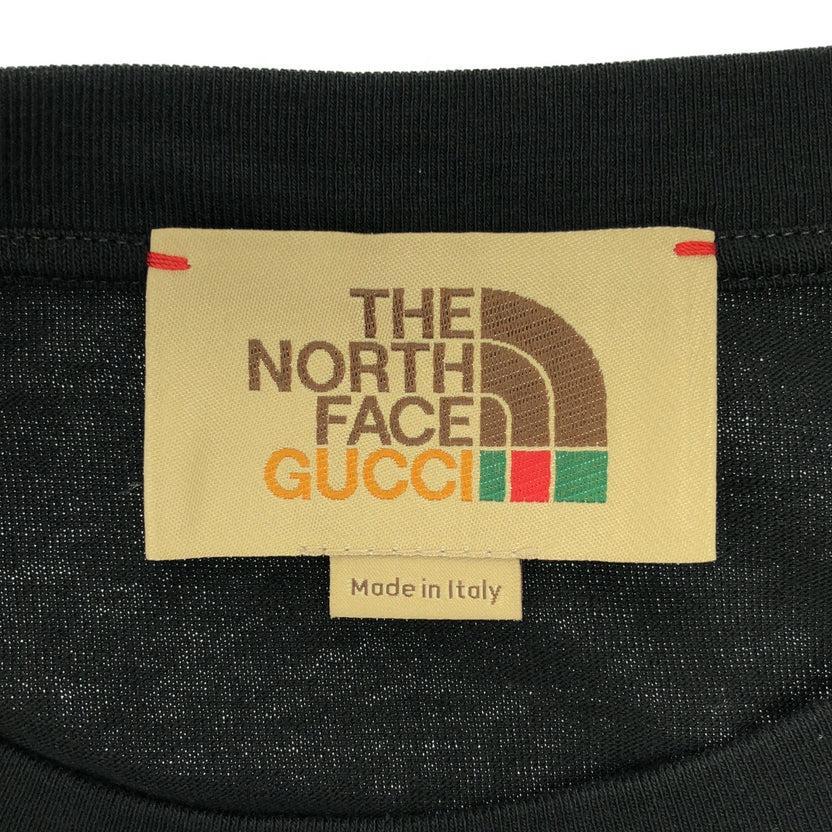 THE
NORTH
FACE
GUCCI
Made in Italy